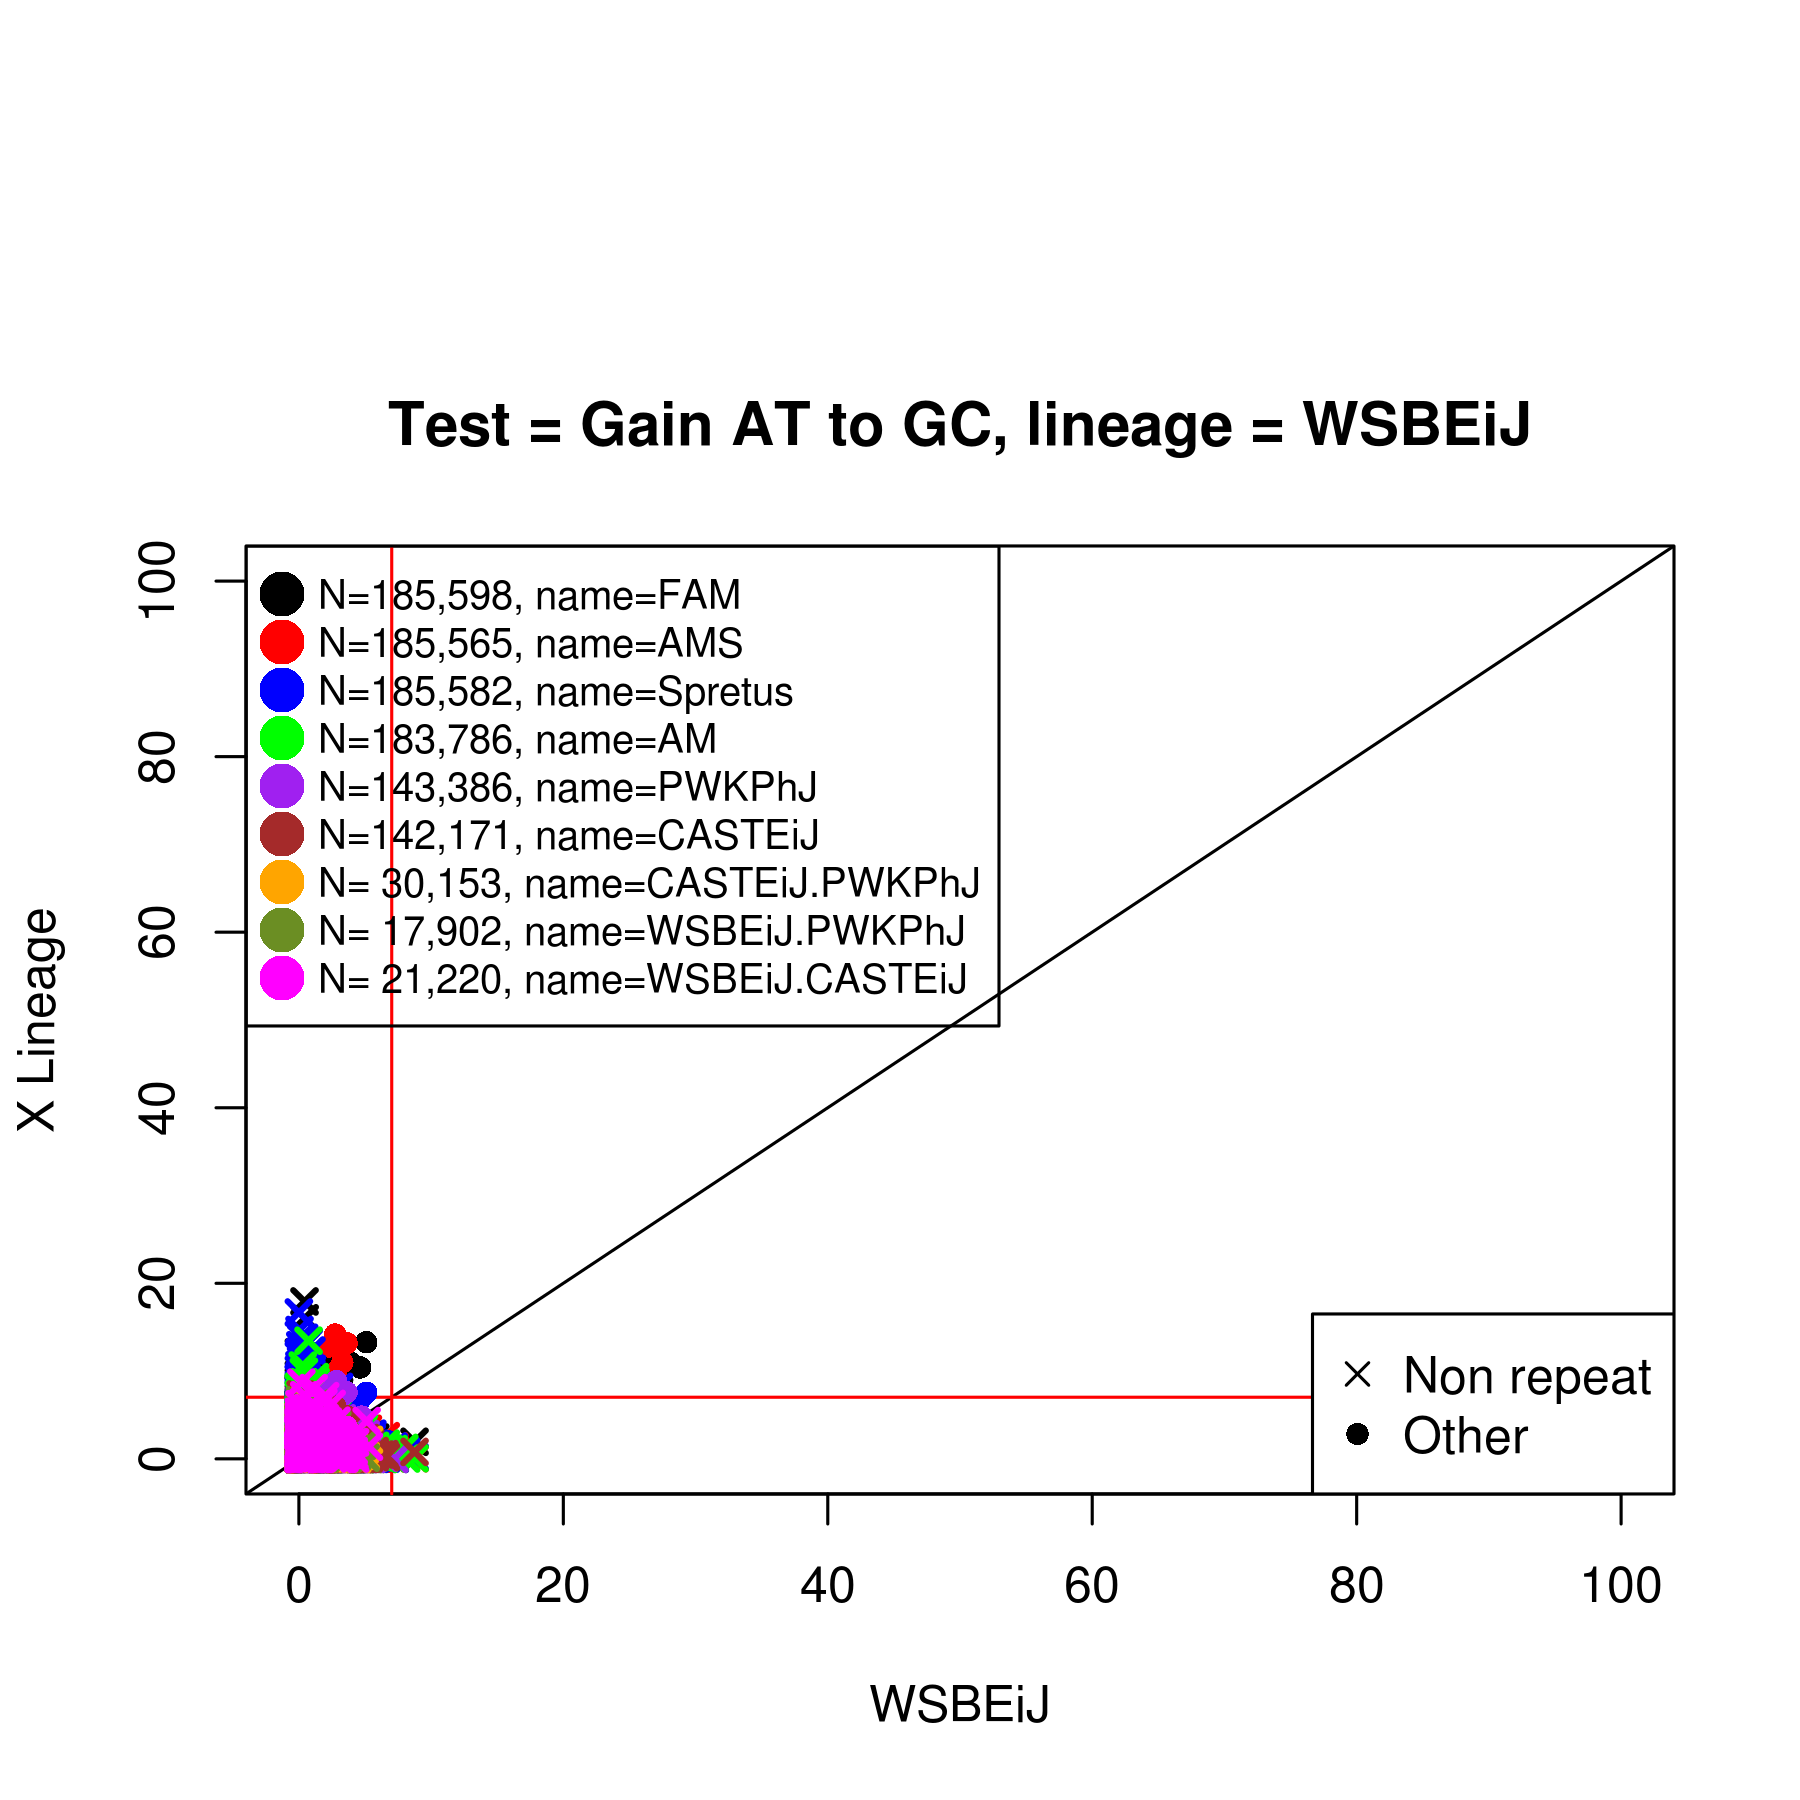 Test = Gain AT to GC, lineage = WSBEiJ
N=185,598, name=FAM
N=185,565, name=AMS
N=185,582, name=Spretus
N=183,786, name=AM
N=143,386, name=PWKPhJ
N=142,171, name=CASTEiJ
N= 30,153, name=CASTEiJ.PWKPhJ
N= 17,902, name=WSBEiJ.PWKPhJ
N= 21,220, name=WSBEiJ.CASTEiJ
X Lineage
100
80
60
40
20
0
Non repeat
Other
0 20 40 60 80 100
WSBEiJ